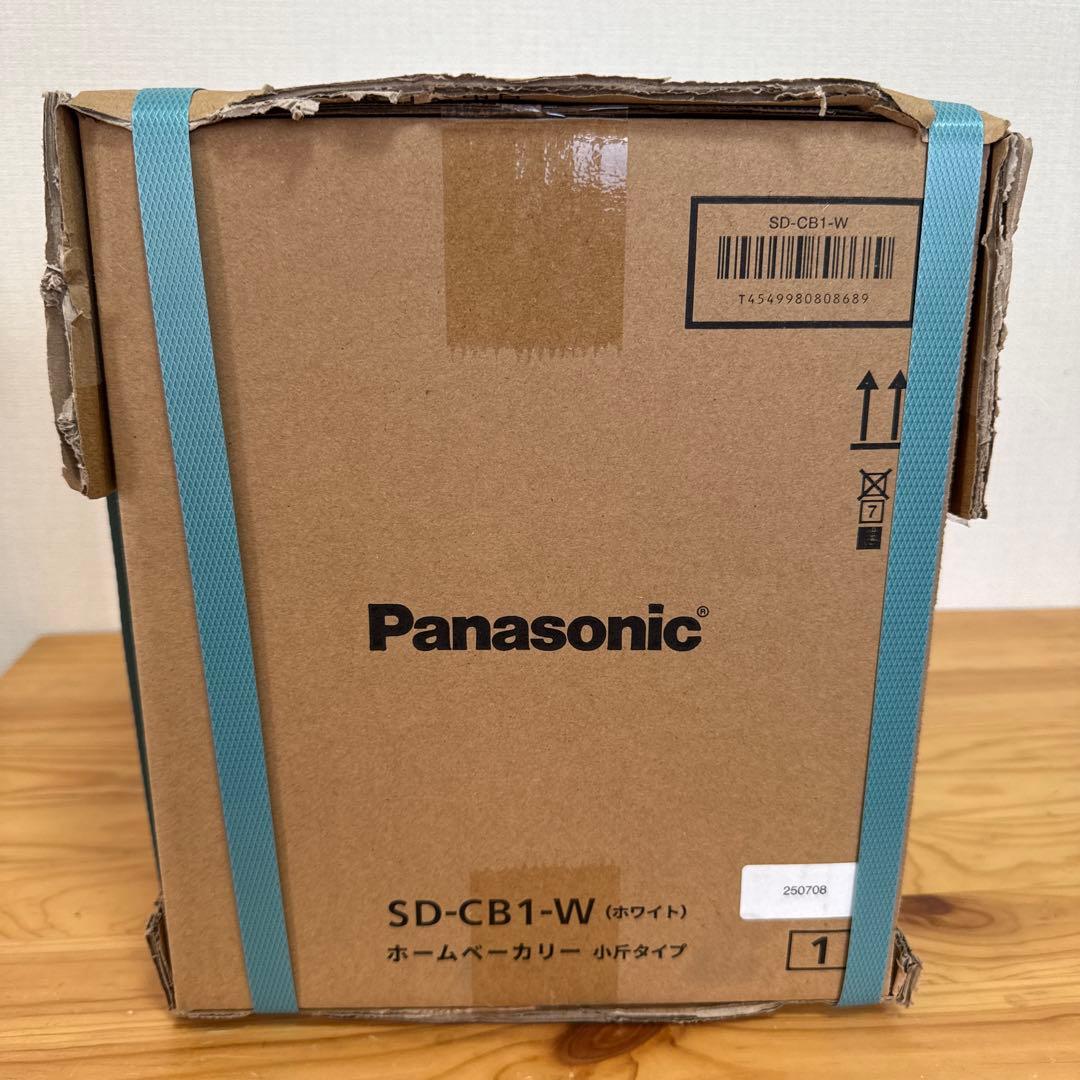 SD-CB1-W
T4549980808689
7
Panasonic®
250708
SD-CB1-W (ホワイト)
ホームベーカリー 小斤タイプ
1